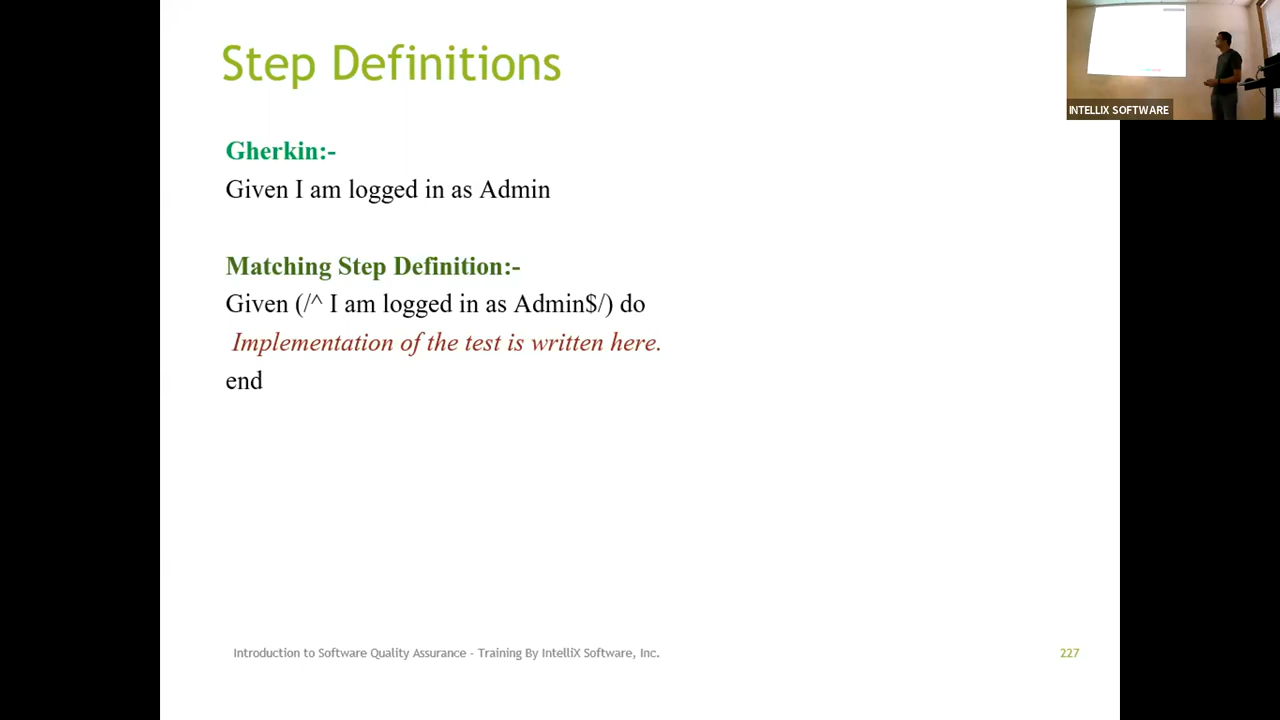 Step Definitions
INTELLIX SOFTWARE
Gherkin:-
Given I am logged in as Admin
Matching Step Definition:-
Given (/^ I am logged in as Admin$/) do
Implementation of the test is written here.
end
Introduction to Software Quality Assurance - Training By IntelliX Software, Inc.
227